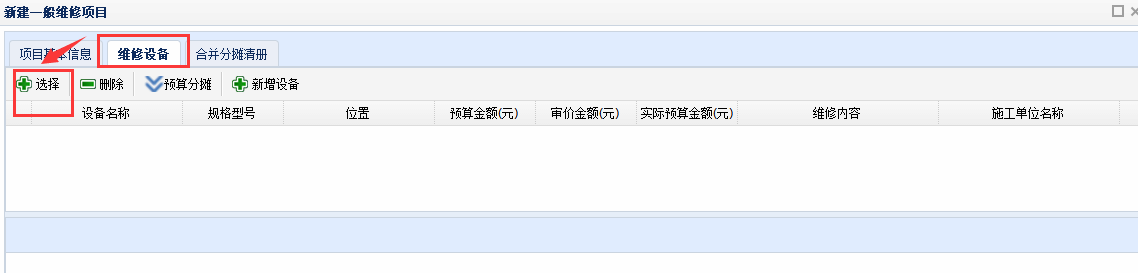 新建一般维修项目
项目基本信息 维修设备 合并分摊清册
选择 删除 预算分摊 新增设备
设备名称 规格型号 位置 预算金额(元) 审价金额(元) 实际预算金额(元) 维修内容 施工单位名称